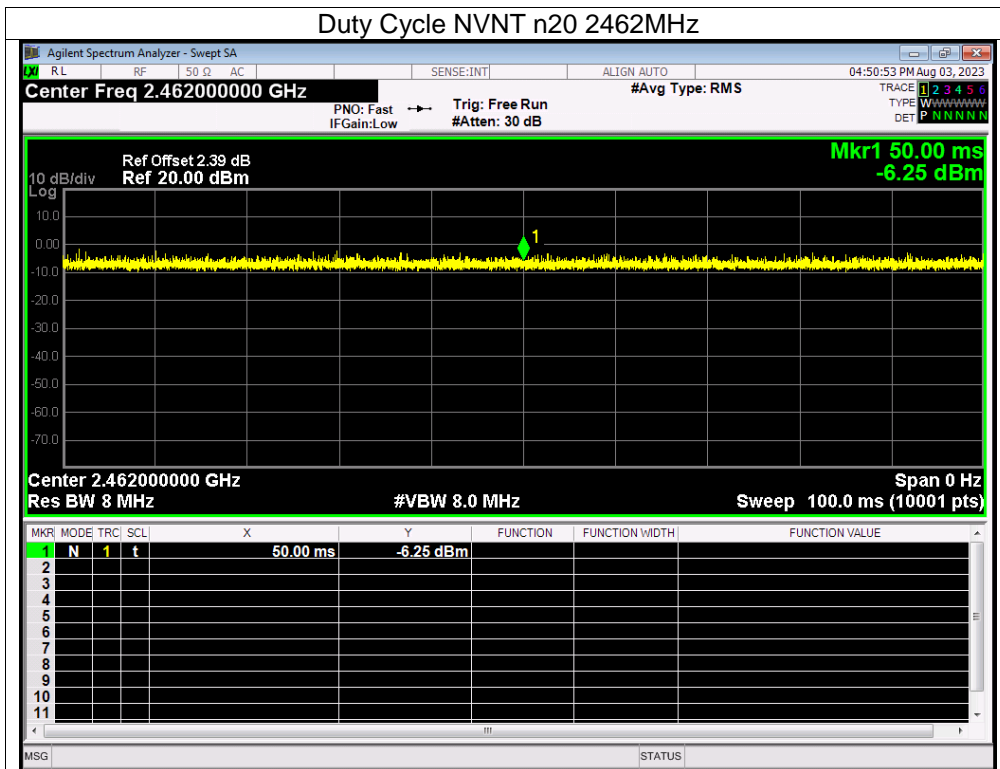 Duty Cycle NVNT n20 2462MHz
Agilent Spectrum Analyzer - Swept SA
LXI RL RF 50 Ω AC SENSE:INT ALIGN AUTO 04:50:53 PM Aug 03, 2023
Center Freq 2.462000000 GHz #Avg Type: RMS TRACE 1 2 3 4 5 6
PNO: Fast Trig: Free Run TYPE WWWWWWW
IFGain:Low #Atten: 30 dB DET P N N N N N
Mkr1 50.00 ms
Ref Offset 2.39 dB
10 dB/div Ref 20.00 dBm -6.25 dBm
Log
10.0
1
0.00
-10.0
-20.0
-30.0
-40.0
-50.0
-60.0
-70.0
Center 2.462000000 GHz Span 0 Hz
Res BW 8 MHz #VBW 8.0 MHz Sweep 100.0 ms (10001 pts)
MKR MODE TRC SCL X Y FUNCTION FUNCTION WIDTH FUNCTION VALUE
1 N 1 t 50.00 ms -6.25 dBm
2
3
4
5
6
7
8
9
10
11
MSG STATUS